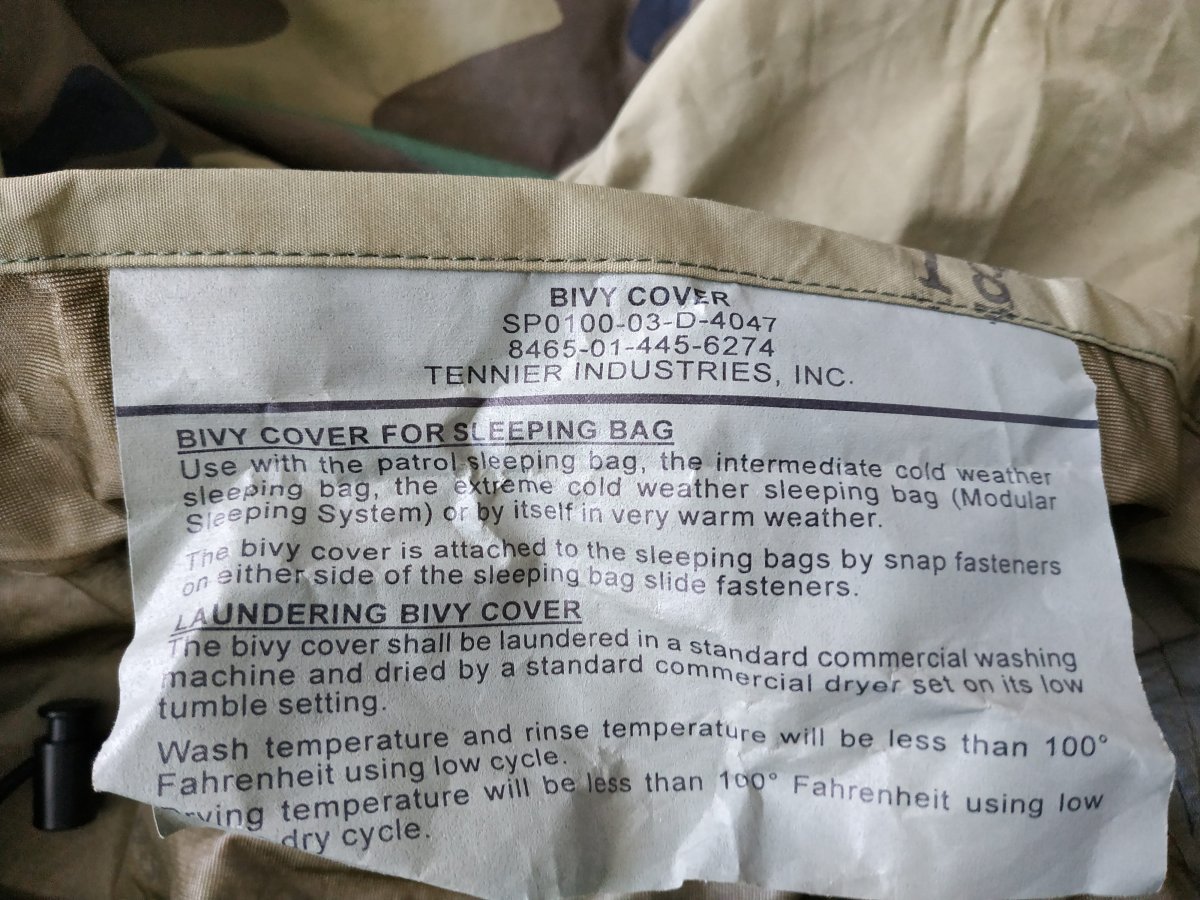 BIVY COVER
SP0100-03-D-4047
8465-01-445-6274
TENNIER INDUSTRIES, INC.
BIVY COVER FOR SLEEPING BAG
Use with the patrol sleeping bag, the intermediate cold weather
sleeping bag, the extreme cold weather sleeping bag (Modular
Sleeping System) or by itself in very warm weather.
The bivy cover is attached to the sleeping bags by snap fasteners
on either side of the sleeping bag slide fasteners.
LAUNDERING BIVY COVER
The bivy cover shall be laundered in a standard commercial washing
machine and dried by a standard commercial dryer set on its low
tumble setting.
Wash temperature and rinse temperature will be less than 100°
Fahrenheit using low cycle.
rying temperature will be less than 100° Fahrenheit using low
dry cycle.